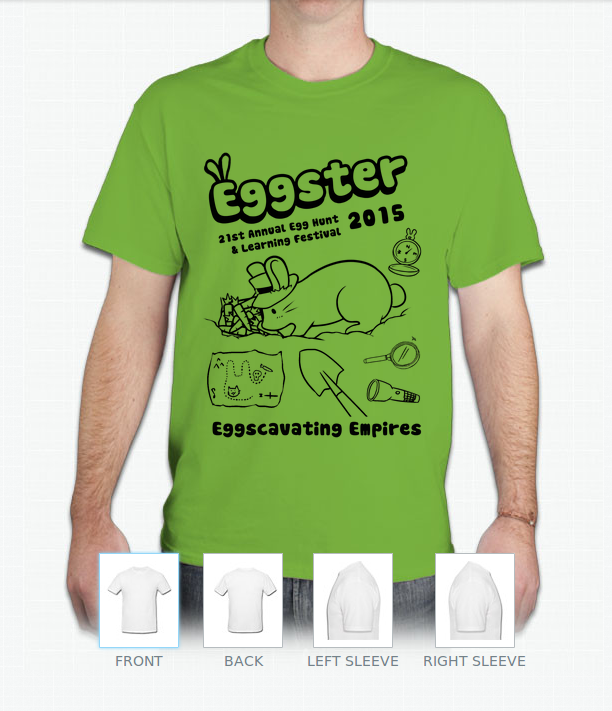 Eggster
21st Annual Egg Hunt
& Learning Festival
2015
Eggscavating Empires
FRONT
BACK
LEFT SLEEVE
RIGHT SLEEVE